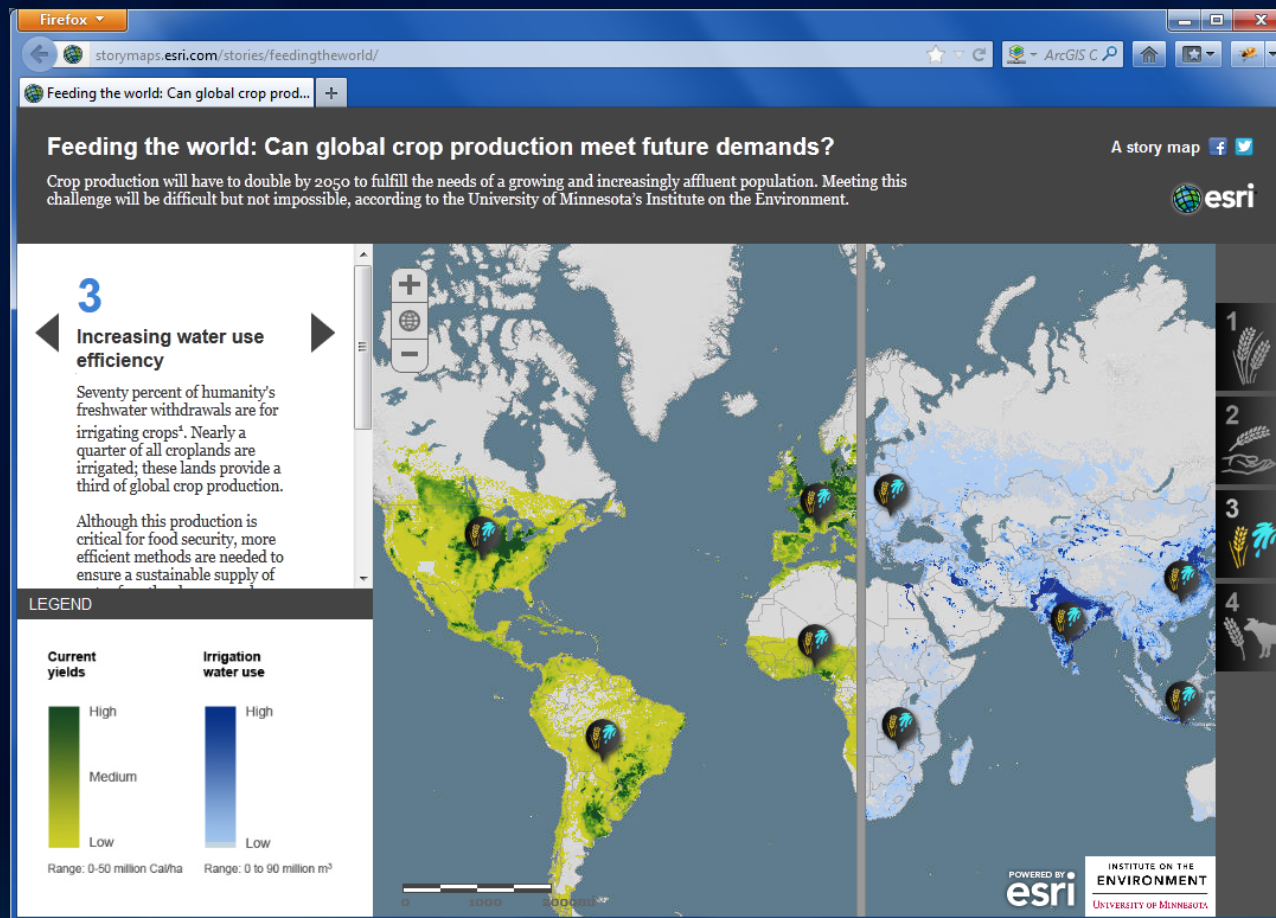 Firefox
storymaps.esri.com/stories/feedingtheworld/
ArcGIS C
Feeding the world: Can global crop prod...
Feeding the world: Can global crop production meet future demands?
Crop production will have to double by 2050 to fulfill the needs of a growing and increasingly affluent population. Meeting this
challenge will be difficult but not impossible, according to the University of Minnesota's Institute on the Environment.
A story map
esri
3
Increasing water use
efficiency
Seventy percent of humanity's
freshwater withdrawals are for
irrigating crops¹. Nearly a
quarter of all croplands are
irrigated; these lands provide a
third of global crop production.
Although this production is
critical for food security, more
efficient methods are needed to
ensure a sustainable supply of
LEGEND
Current
yields
High
Medium
Low
Range: 0-50 million Cal/ha
Irrigation
water use
High
Low
Range: 0 to 90 million m³
0 1000 2000mi
1
2
3
4
POWERED BY
esri
INSTITUTE ON THE
ENVIRONMENT
UNIVERSITY OF MINNESOTA